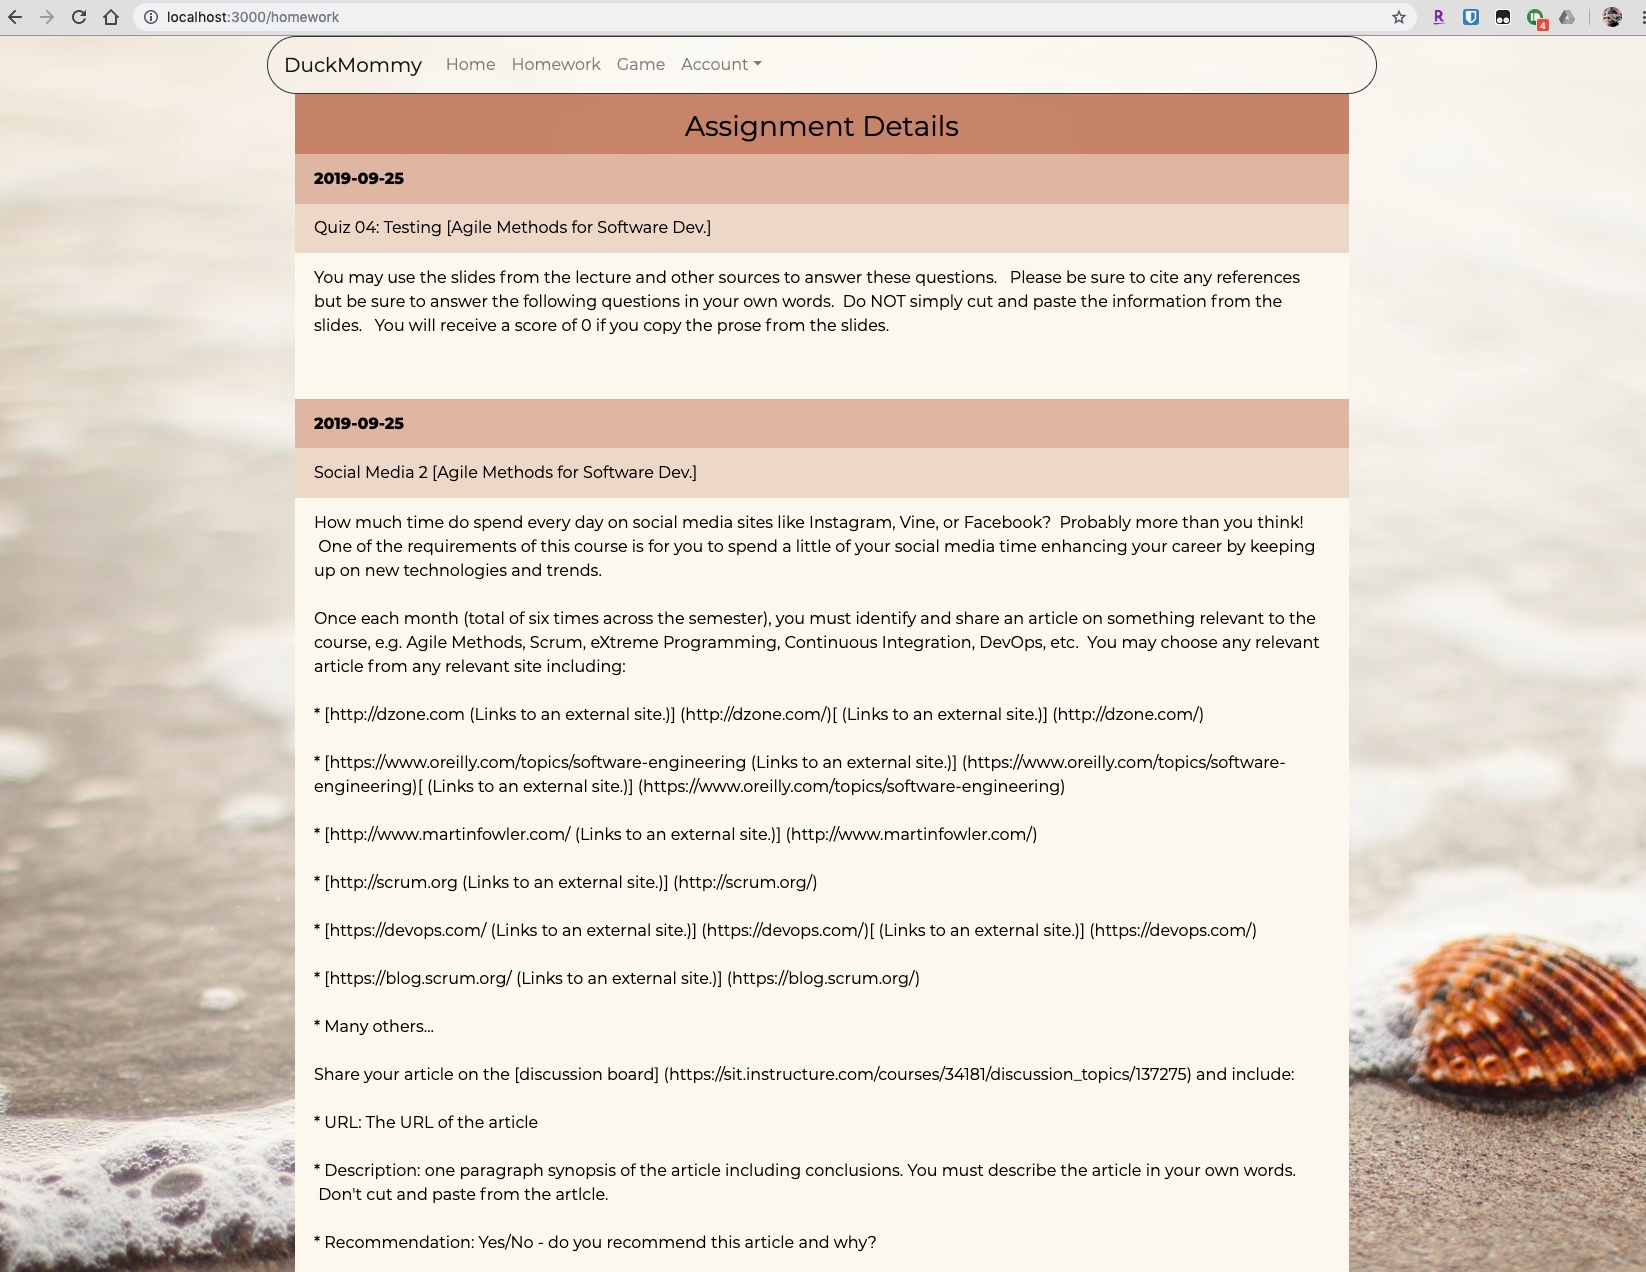 localhost:3000/homework
R
4
DuckMommy Home Homework Game Account
Assignment Details
2019-09-25
Quiz 04: Testing [Agile Methods for Software Dev.]
You may use the slides from the lecture and other sources to answer these questions.   Please be sure to cite any references
but be sure to answer the following questions in your own words.  Do NOT simply cut and paste the information from the
slides.   You will receive a score of 0 if you copy the prose from the slides.
2019-09-25
Social Media 2 [Agile Methods for Software Dev.]
How much time do spend every day on social media sites like Instagram, Vine, or Facebook?  Probably more than you think!
One of the requirements of this course is for you to spend a little of your social media time enhancing your career by keeping
up on new technologies and trends.
Once each month (total of six times across the semester), you must identify and share an article on something relevant to the
course, e.g. Agile Methods, Scrum, eXtreme Programming, Continuous Integration, DevOps, etc.  You may choose any relevant
article from any relevant site including:
* [http://dzone.com (Links to an external site.)] (http://dzone.com/)[ (Links to an external site.)] (http://dzone.com/)
* [https://www.oreilly.com/topics/software-engineering (Links to an external site.)] (https://www.oreilly.com/topics/software-
engineering)[ (Links to an external site.)] (https://www.oreilly.com/topics/software-engineering)
* [http://www.martinfowler.com/ (Links to an external site.)] (http://www.martinfowler.com/)
* [http://scrum.org (Links to an external site.)] (http://scrum.org/)
* [https://devops.com/ (Links to an external site.)] (https://devops.com/)[ (Links to an external site.)] (https://devops.com/)
* [https://blog.scrum.org/ (Links to an external site.)] (https://blog.scrum.org/)
* Many others...
Share your article on the [discussion board] (https://sit.instructure.com/courses/34181/discussion_topics/137275) and include:
* URL: The URL of the article
* Description: one paragraph synopsis of the article including conclusions. You must describe the article in your own words.
Don't cut and paste from the artlcle.
* Recommendation: Yes/No - do you recommend this article and why?